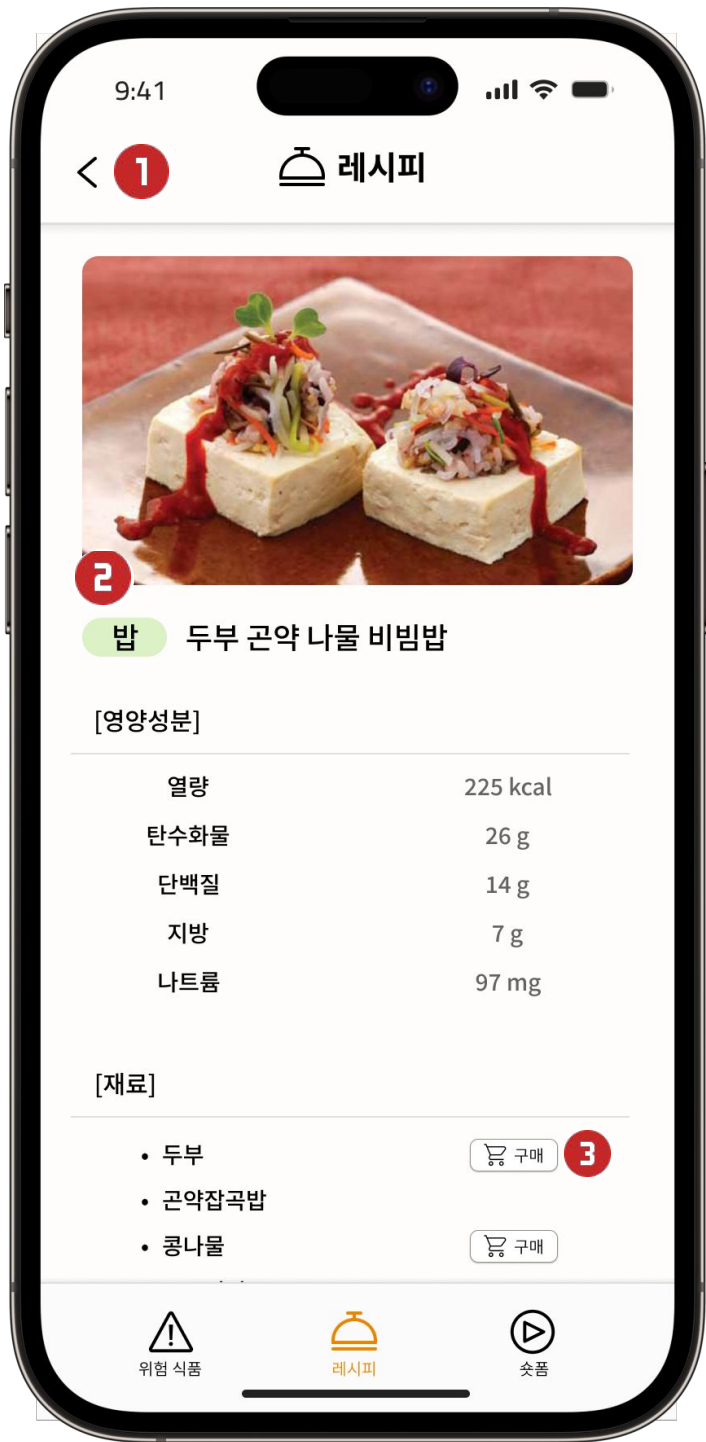 9:41
1 레시피
2
밥 두부 곤약 나물 비빔밥
[영양성분]
열량 225 kcal
탄수화물 26 g
단백질 14 g
지방 7 g
나트륨 97 mg
[재료]
• 두부 구매 3
• 곤약잡곡밥
• 콩나물 구매
위험 식품 레시피 숏폼